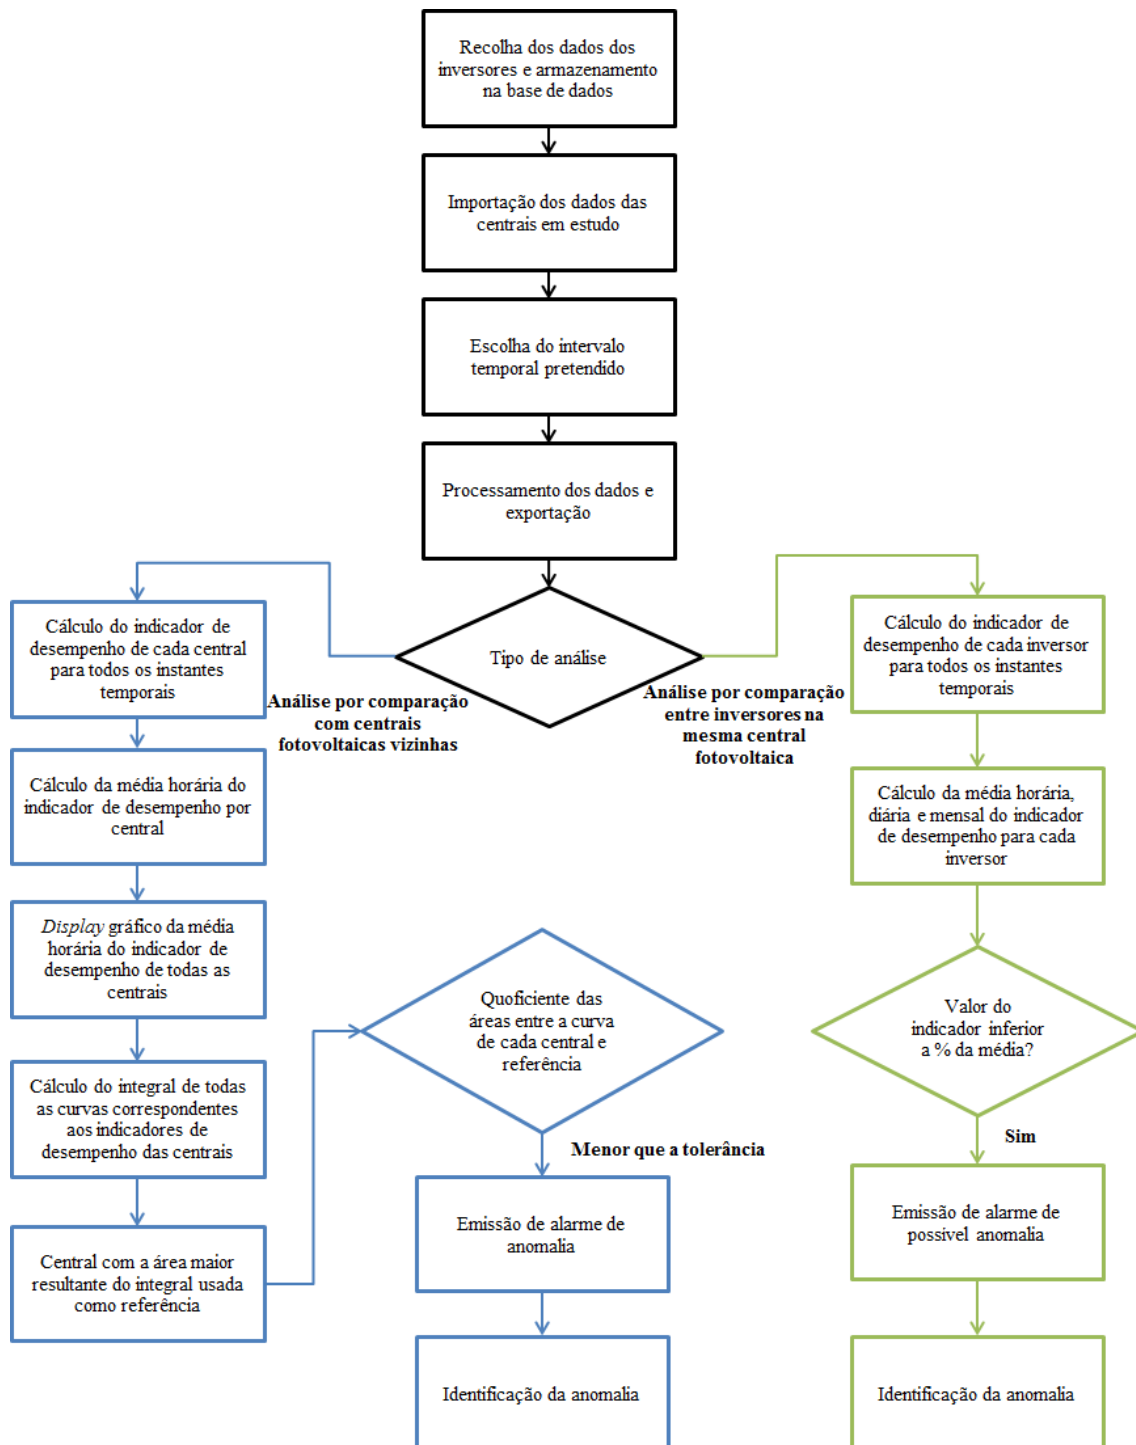 Recolha dos dados dos
inversores e armazenamento
na base de dados
Importação dos dados das
centrais em estudo
Escolha do intervalo
temporal pretendido
Processamento dos dados e
exportação
Tipo de análise
Análise por comparação
com centrais
fotovoltaicas vizinhas
Análise por comparação
entre inversores na
mesma central
fotovoltaica
Cálculo do indicador de
desempenho de cada central
para todos os instantes
temporais
Cálculo da média horária do
indicador de desempenho por
central
Display gráfico da média
horária do indicador de
desempenho de todas as
centrais
Cálculo do integral de todas
as curvas correspondentes
aos indicadores de
desempenho das centrais
Central com a área maior
resultante do integral usada
como referência
Quoficiente das
áreas entre a curva
de cada central e
referência
Menor que a tolerância
Emissão de alarme de
anomalia
Identificação da anomalia
Cálculo do indicador de
desempenho de cada inversor
para todos os instantes
temporais
Cálculo da média horária,
diária e mensal do indicador
de desempenho para cada
inversor
Valor do
indicador inferior
a % da média?
Sim
Emissão de alarme de
possivel anomalia
Identificação da anomalia